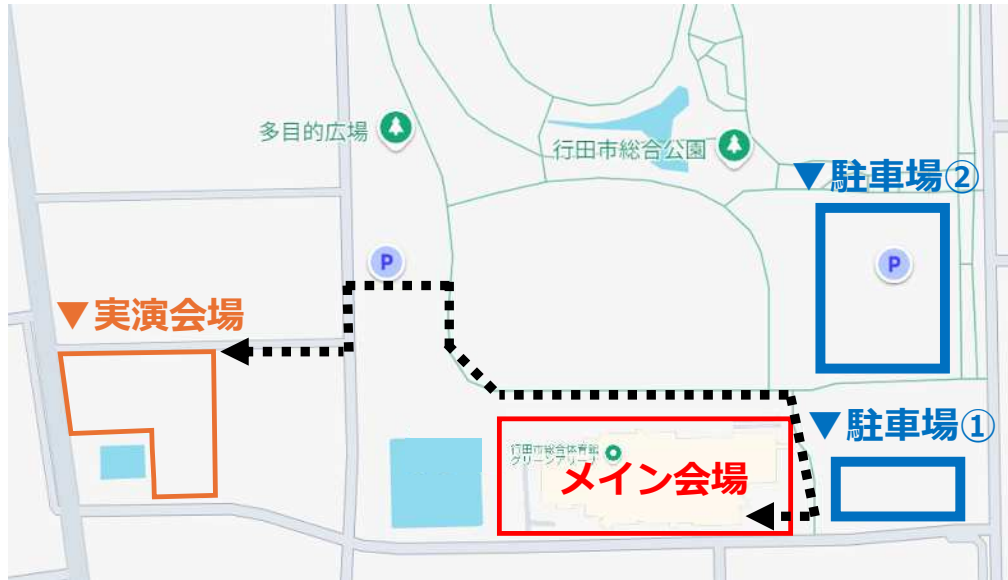 多目的広場
行田市総合公園
▼駐車場②
P
P
▼実演会場
▼駐車場①
行田市総合体育館
グリーンアリーナ
メイン会場